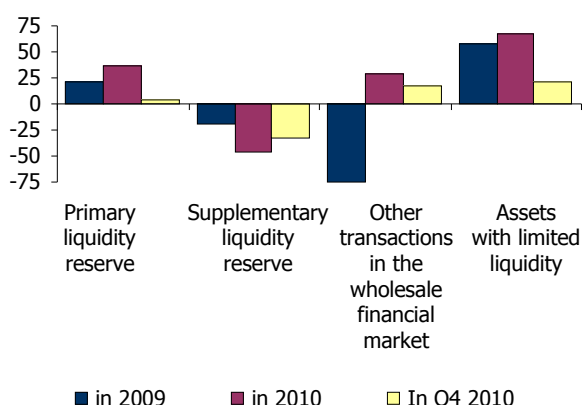 75
50
25
0
-25
-50
-75
Primary
liquidity
reserve
Supplementary
liquidity
reserve
Other
transactions
in the
wholesale
financial
market
Assets
with limited
liquidity
in 2009
in 2010
In Q4 2010